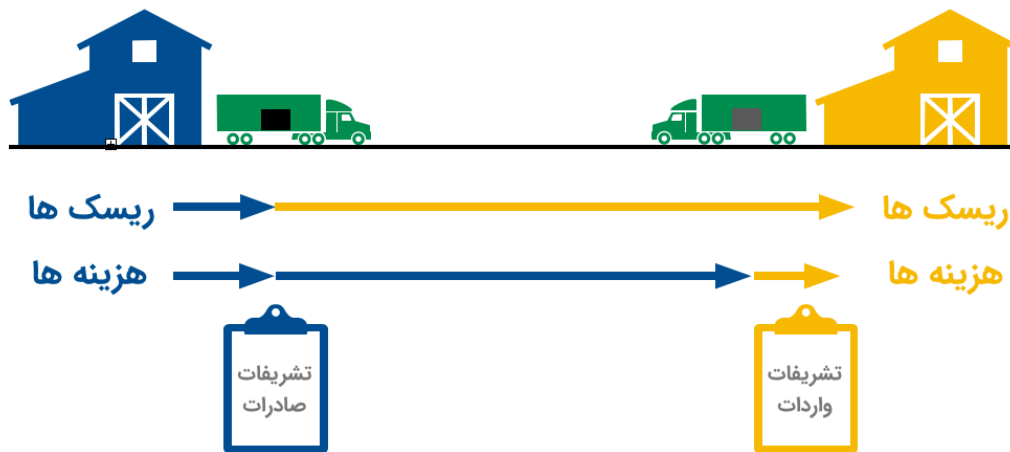 ریسک ها
ریسک ها
هزینه ها
هزینه ها
تشریفات
صادرات
تشریفات
واردات